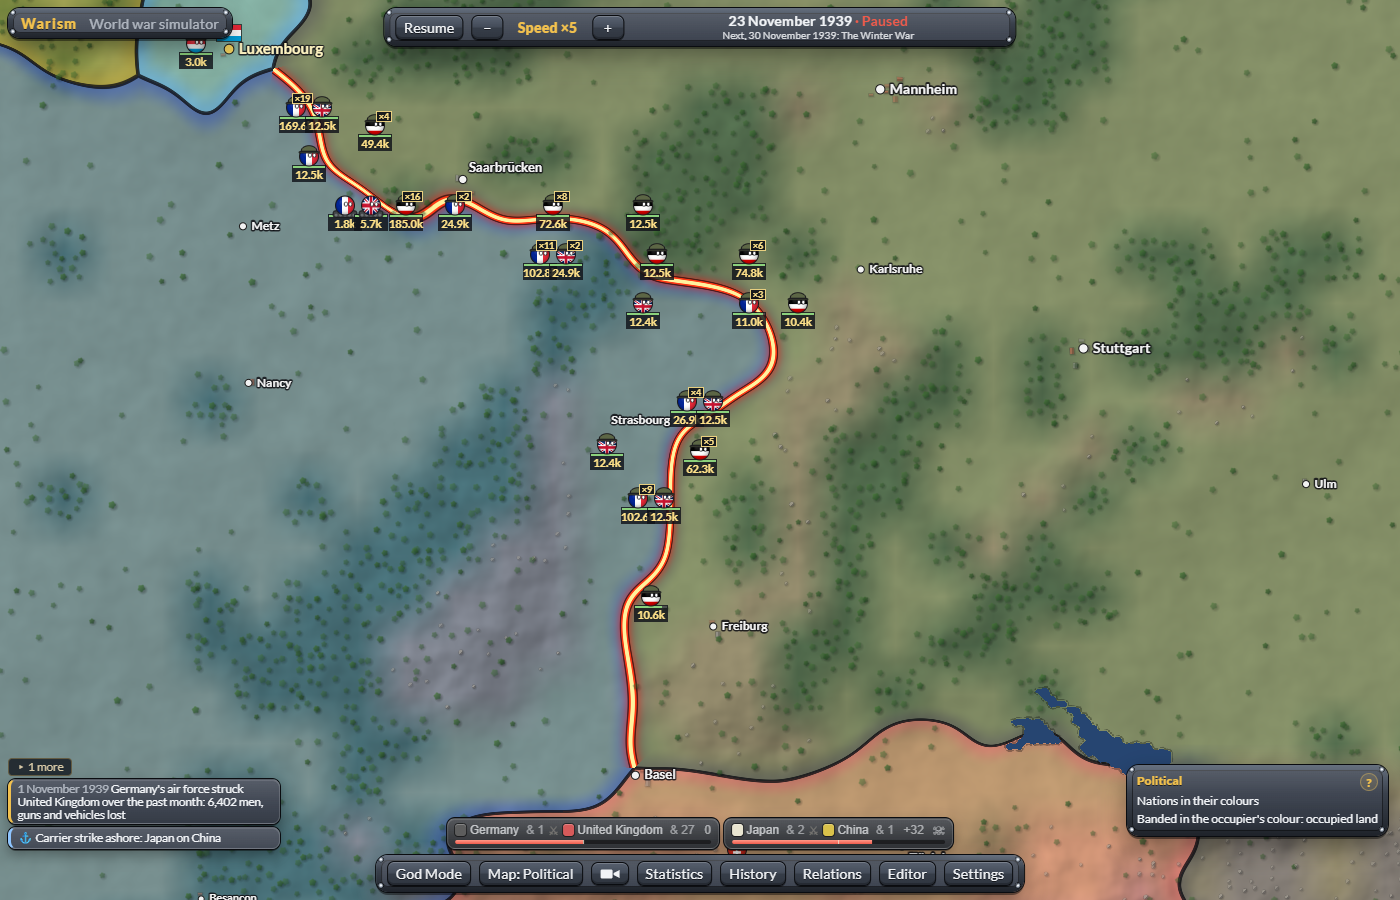 Warism World war simulator
Resume
−
Speed ×5
+
23 November 1939 · Paused
Next, 30 November 1939: The Winter War
3.0k
Luxembourg
Mannheim
×19
169.6
12.5k
×4
49.4k
12.5k
Saarbrücken
Metz
1.8k
5.7k
×16
185.0k
×2
24.9k
×8
72.6k
12.5k
×11
102.8
×2
24.9k
12.5k
×6
74.8k
Karlsruhe
12.4k
×3
11.0k
10.4k
Stuttgart
Nancy
Strasbourg
×4
26.9
12.5k
12.4k
×5
62.3k
Ulm
×9
102.6
12.5k
10.6k
Freiburg
Basel
▸ 1 more
1 November 1939 Germany's air force struck
United Kingdom over the past month: 6,402 men,
guns and vehicles lost
Carrier strike ashore: Japan on China
Political
?
Nations in their colours
Banded in the occupier's colour: occupied land
Germany & 1 United Kingdom & 27 0
Japan & 2 China & 1 +32
God Mode
Map: Political
Statistics
History
Relations
Editor
Settings
Besançon